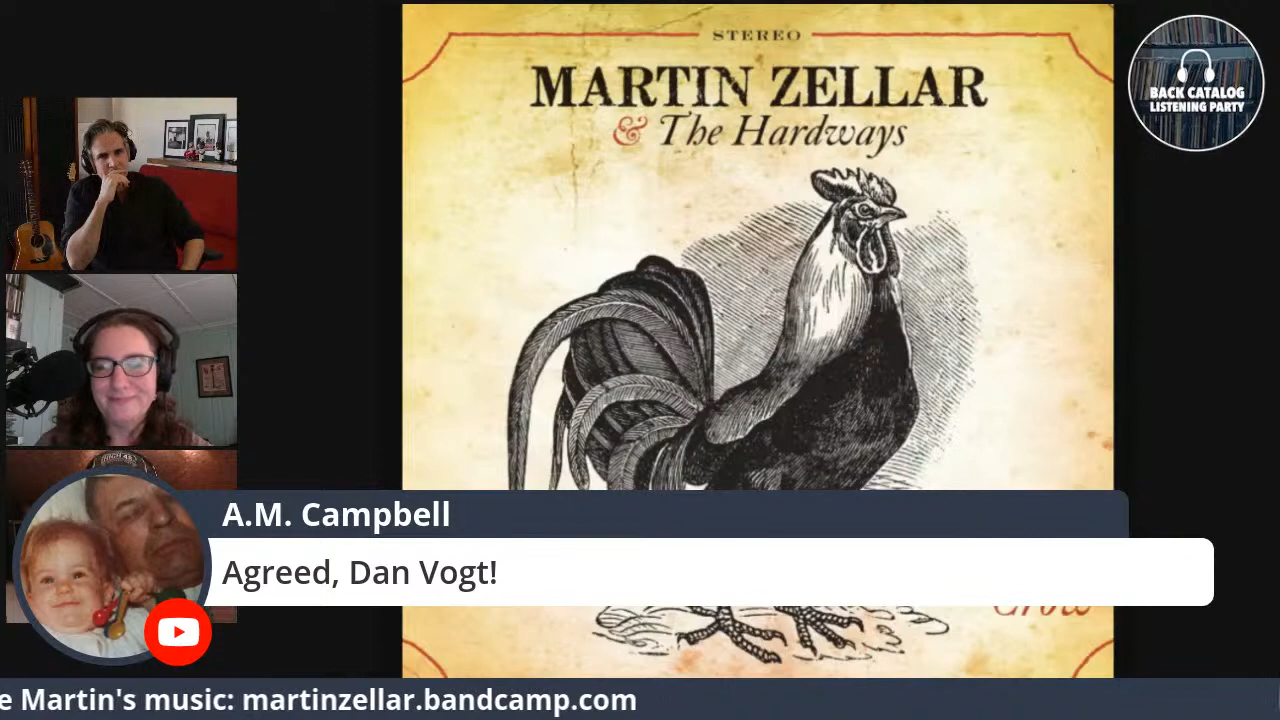 STEREO
MARTIN ZELLAR
& The Hardways
BACK CATALOG
LISTENING PARTY
A.M. Campbell
Agreed, Dan Vogt!
e Martin's music: martinzellar.bandcamp.com